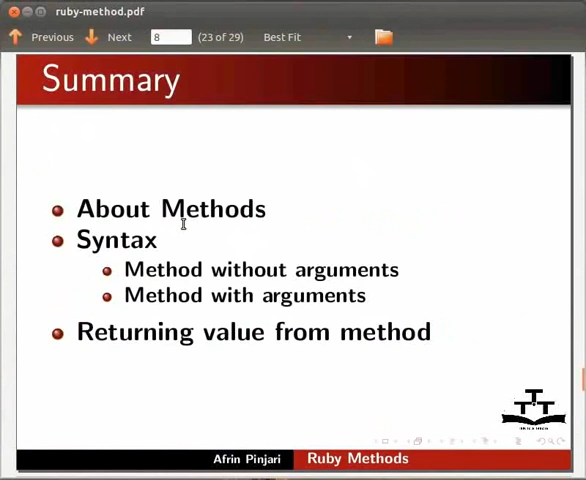 ruby-method.pdf
Previous Next 8 (23 of 29) Best Fit
Summary
About Methods
Syntax
Method without arguments
Method with arguments
Returning value from method
Afrin Pinjari Ruby Methods